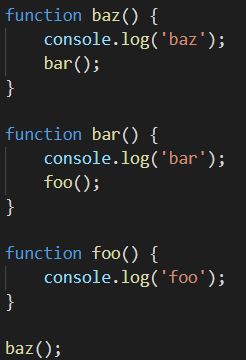 function baz() {
    console.log('baz');
    bar();
}

function bar() {
    console.log('bar');
    foo();
}

function foo() {
    console.log('foo');
}

baz();